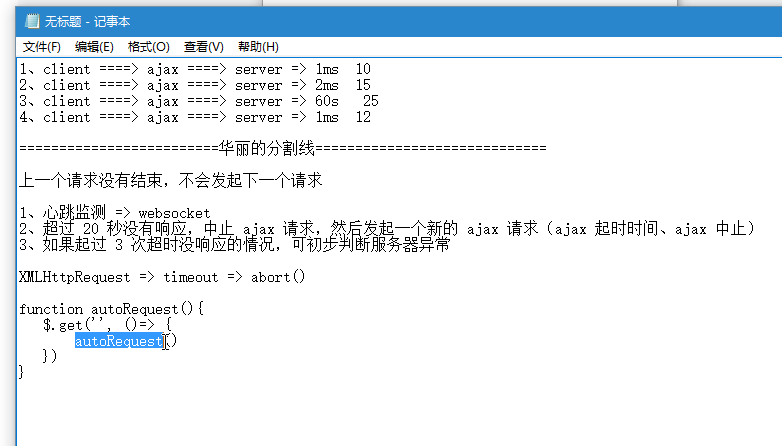 无标题 - 记事本
文件(F) 编辑(E) 格式(O) 查看(V) 帮助(H)
1、client ====> ajax ====> server => 1ms  10
2、client ====> ajax ====> server => 2ms  15
3、client ====> ajax ====> server => 60s   25
4、client ====> ajax ====> server => 1ms  12
=========================华丽的分割线=============================
上一个请求没有结束，不会发起下一个请求
1、心跳监测 => websocket
2、超过 20 秒没有响应，中止 ajax 请求，然后发起一个新的 ajax 请求（ajax 起时时间、ajax 中止）
3、如果起过 3 次超时没响应的情况，可初步判断服务器异常
XMLHttpRequest => timeout => abort()
function autoRequest(){
   $.get('', ()=> {
       autoRequest()
   })
}